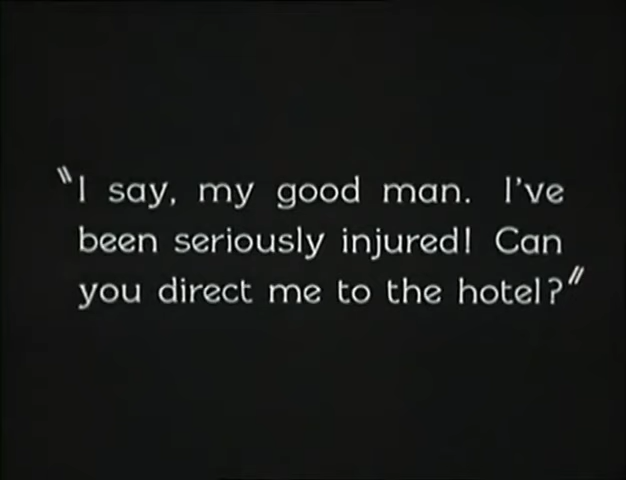 "I say, my good man. I've
been seriously injured! Can
you direct me to the hotel?"